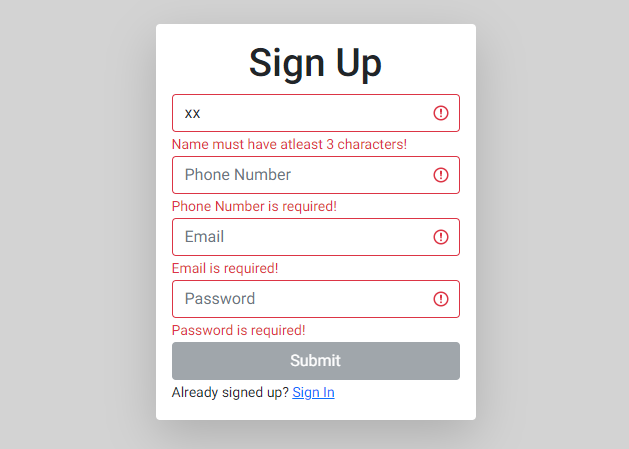 Sign Up
xx
Name must have atleast 3 characters!
Phone Number
Phone Number is required!
Email
Email is required!
Password
Password is required!
Submit
Already signed up? Sign In